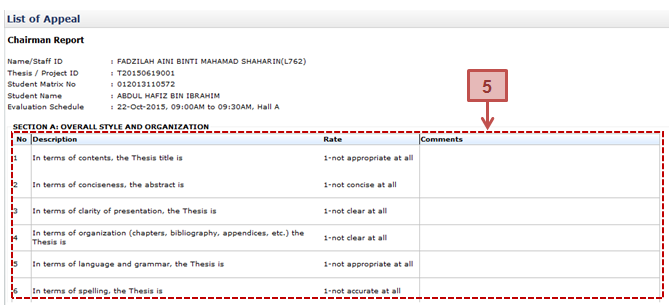 List of Appeal
Chairman Report
Name/Staff ID : FADZILAH AINI BINTI MAHAMAD SHAHARIN(L762)
Thesis / Project ID : T20150619001
Student Matrix No : 012013110572
Student Name : ABDUL HAFIZ BIN IBRAHIM
Evaluation Schedule : 22-Oct-2015, 09:00AM to 09:30AM, Hall A
5
SECTION A: OVERALL STYLE AND ORGANIZATION
No Description Rate Comments
1 In terms of contents, the Thesis title is 1-not appropriate at all
2 In terms of conciseness, the abstract is 1-not concise at all
3 In terms of clarity of presentation, the Thesis is 1-not clear at all
4 In terms of organization (chapters, bibliography, appendices, etc.) the Thesis is 1-not clear at all
5 In terms of language and grammar, the Thesis is 1-not appropriate at all
6 In terms of spelling, the Thesis is 1-not accurate at all